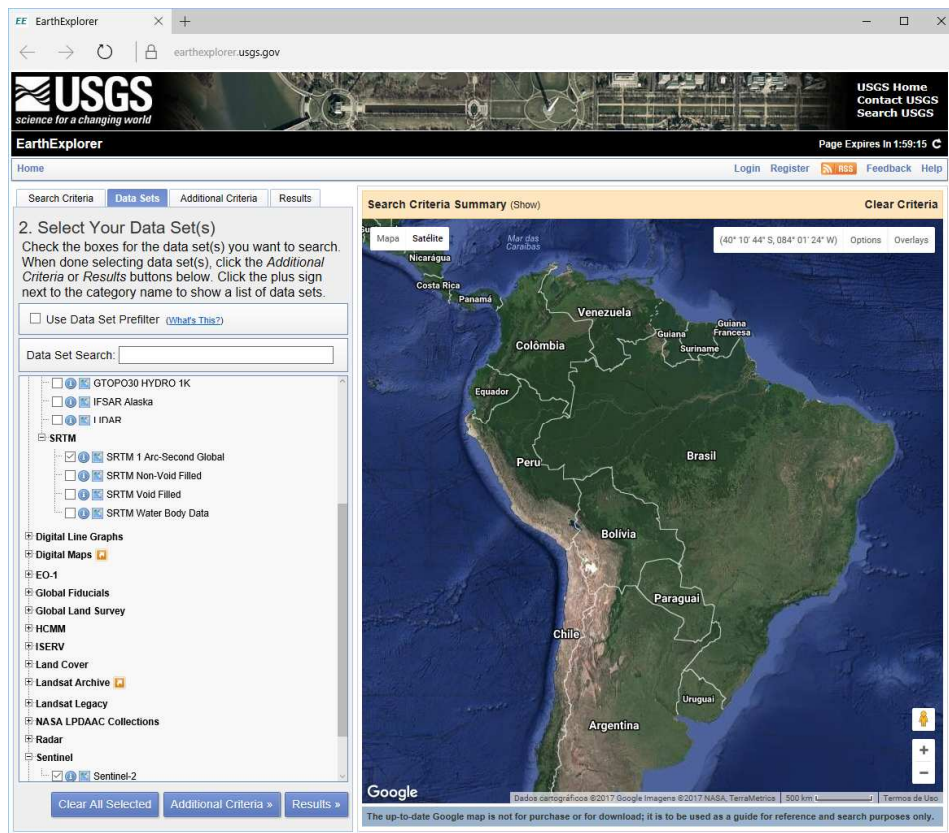 EE EarthExplorer
earthexplorer.usgs.gov
USGS
science for a changing world
USGS Home
Contact USGS
Search USGS
EarthExplorer
Page Expires In 1:59:15
Home
Login Register RSS Feedback Help
Search Criteria Data Sets Additional Criteria Results
2. Select Your Data Set(s)
Check the boxes for the data set(s) you want to search.
When done selecting data set(s), click the Additional
Criteria or Results buttons below. Click the plus sign
next to the category name to show a list of data sets.
Use Data Set Prefilter (What's This?)
Data Set Search:
GTOPO30 HYDRO 1K
IFSAR Alaska
LIDAR
SRTM
SRTM 1 Arc-Second Global
SRTM Non-Void Filled
SRTM Void Filled
SRTM Water Body Data
Digital Line Graphs
Digital Maps
EO-1
Global Fiducials
Global Land Survey
HCMM
ISERV
Land Cover
Landsat Archive
Landsat Legacy
NASA LPDAAC Collections
Radar
Sentinel
Sentinel-2
Clear All Selected Additional Criteria » Results »
Search Criteria Summary (Show)
Clear Criteria
Mapa Satélite
(40° 10' 44" S, 084° 01' 24" W) Options Overlays
Mar das
Caraíbas
Nicarágua
Costa Rica
Panamá
Venezuela
Guiana
Guiana
Francesa
Suriname
Colômbia
Equador
Peru
Brasil
Bolívia
Paraguai
Chile
Uruguai
Argentina
Google
Dados cartográficos ©2017 Google Imagens ©2017 NASA, TerraMetrics 500 km Termos de Uso
The up-to-date Google map is not for purchase or for download; it is to be used as a guide for reference and search purposes only.